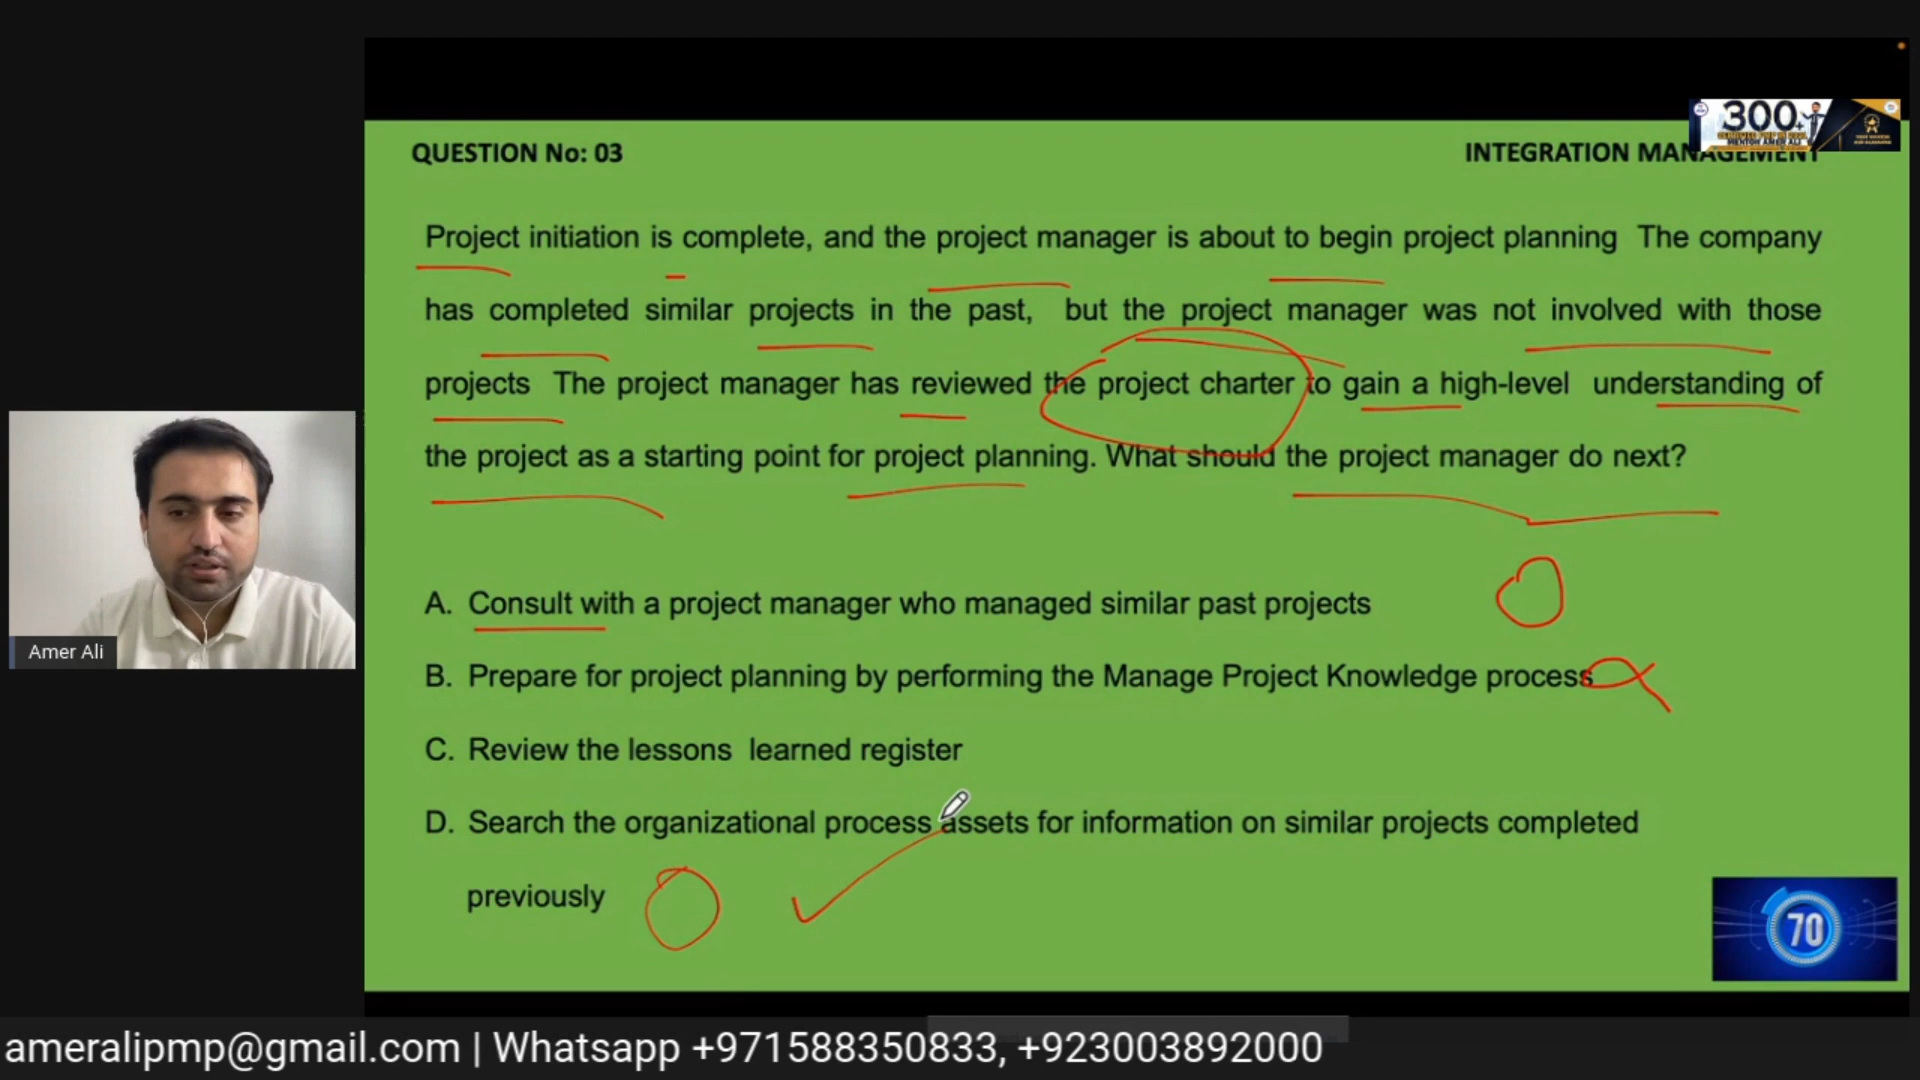 300+
MENTOR AMER ALI
QUESTION No: 03
INTEGRATION MANAGEMENT
Project initiation is complete, and the project manager is about to begin project planning The company
has completed similar projects in the past, but the project manager was not involved with those
projects The project manager has reviewed the project charter to gain a high-level understanding of
the project as a starting point for project planning. What should the project manager do next?
A. Consult with a project manager who managed similar past projects
B. Prepare for project planning by performing the Manage Project Knowledge process
C. Review the lessons learned register
D. Search the organizational process assets for information on similar projects completed
previously
70
Amer Ali
ameralipmp@gmail.com | Whatsapp +971588350833, +923003892000